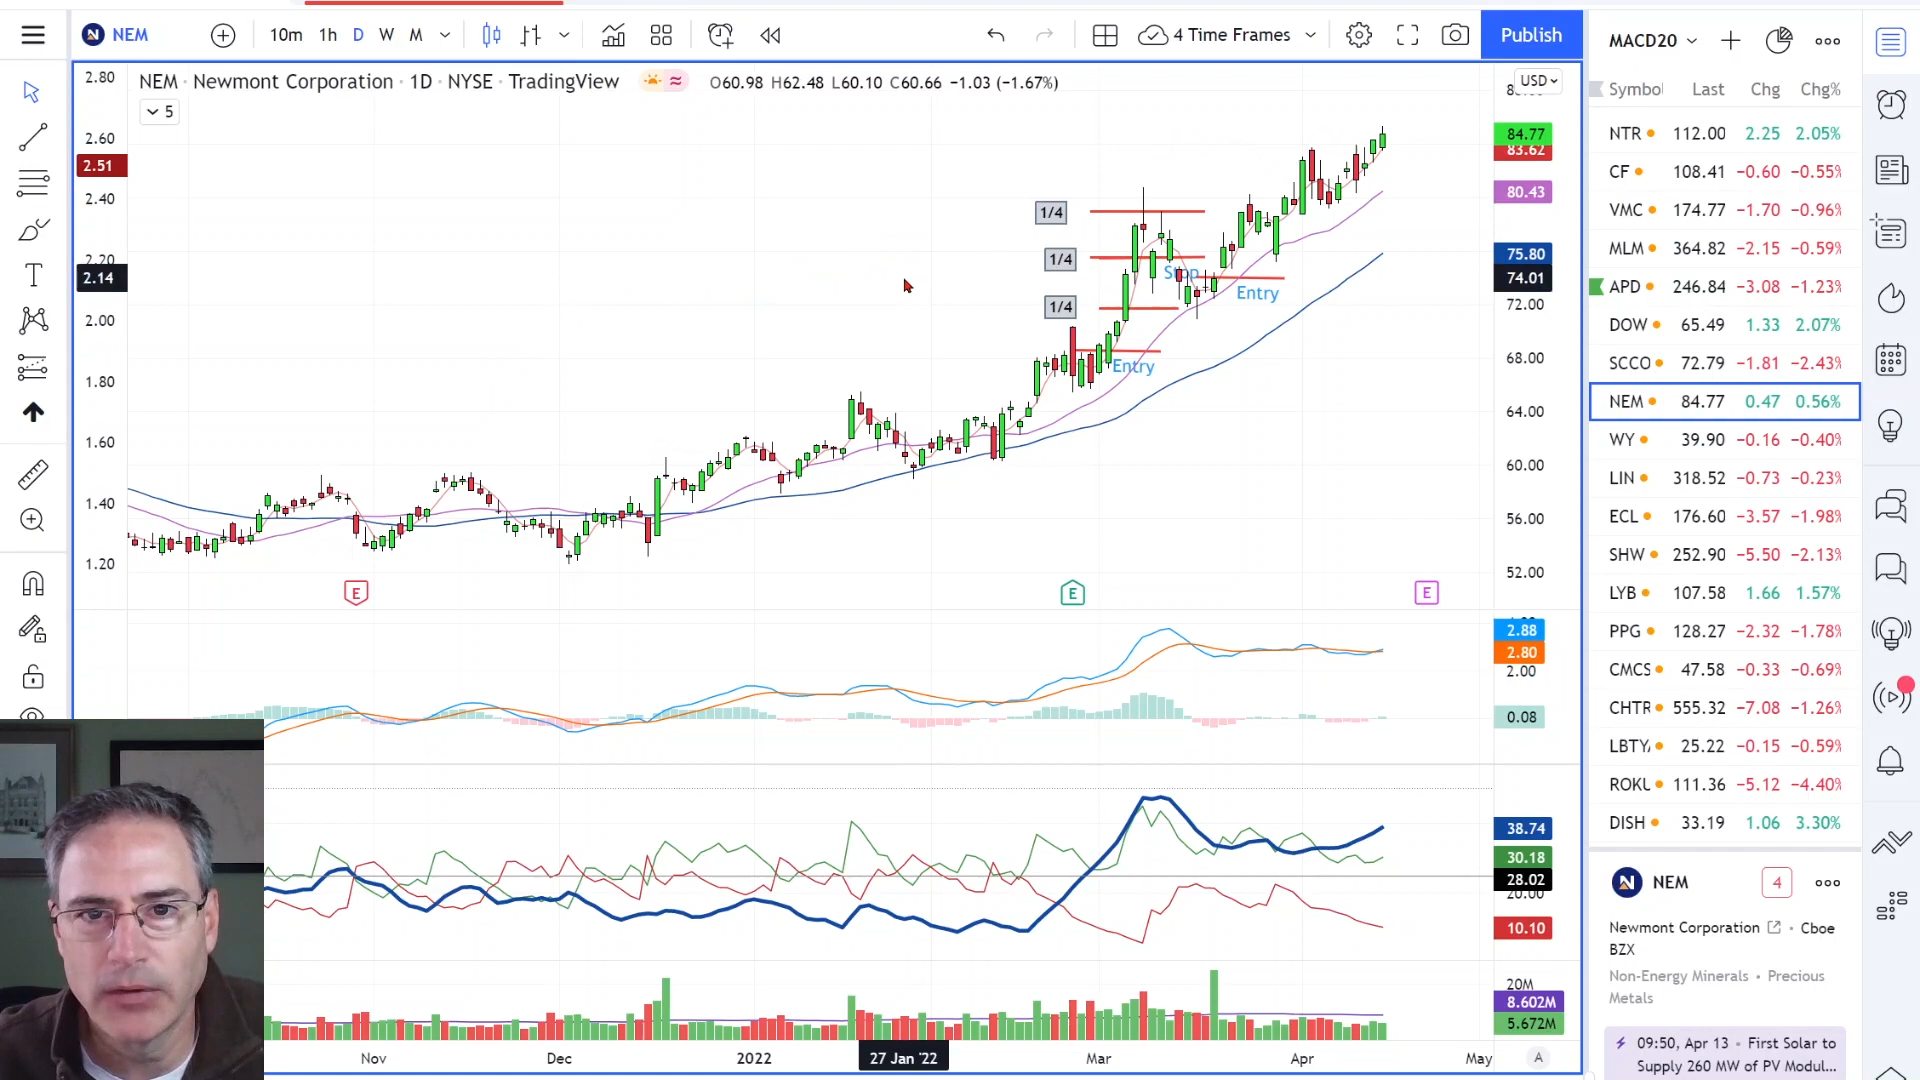 NEM
10m 1h D W M
4 Time Frames
Publish
MACD20
NEM · Newmont Corporation · 1D · NYSE · TradingView
O60.98 H62.48 L60.10 C60.66 −1.03 (−1.67%)
5
USD
2.80
2.60
2.51
2.40
2.14
2.00
1.80
1.60
1.40
1.20
84.77
83.62
80.43
75.80
74.01
72.00
68.00
64.00
60.00
56.00
52.00
1/4
1/4
Stop
Entry
1/4
Entry
E
E
E
2.88
2.80
2.00
0.08
38.74
30.18
28.02
20.00
10.10
20M
8.602M
5.672M
Nov Dec 2022 27 Jan '22 Mar Apr May A
Symbol Last Chg Chg%
NTR 112.00 2.25 2.05%
CF 108.41 −0.60 −0.55%
VMC 174.77 −1.70 −0.96%
MLM 364.82 −2.15 −0.59%
APD 246.84 −3.08 −1.23%
DOW 65.49 1.33 2.07%
SCCO 72.79 −1.81 −2.43%
NEM 84.77 0.47 0.56%
WY 39.90 −0.16 −0.40%
LIN 318.52 −0.73 −0.23%
ECL 176.60 −3.57 −1.98%
SHW 252.90 −5.50 −2.13%
LYB 107.58 1.66 1.57%
PPG 128.27 −2.32 −1.78%
CMCS 47.58 −0.33 −0.69%
CHTR 555.32 −7.08 −1.26%
LBTY 25.22 −0.15 −0.59%
ROKU 111.36 −5.12 −4.40%
DISH 33.19 1.06 3.30%
NEM 4
Newmont Corporation · Cboe
BZX
Non-Energy Minerals · Precious
Metals
09:50, Apr 13 · First Solar to
Supply 260 MW of PV Modul...